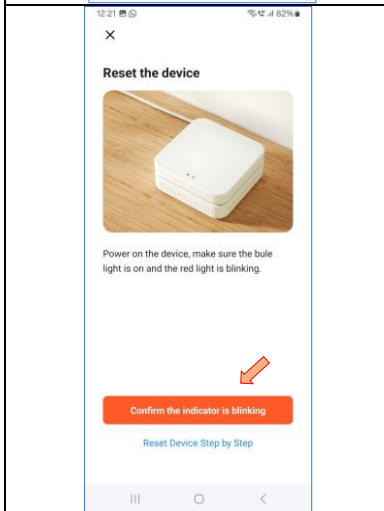 12:21 82%
Reset the device
Power on the device, make sure the bule
light is on and the red light is blinking.
Confirm the indicator is blinking
Reset Device Step by Step